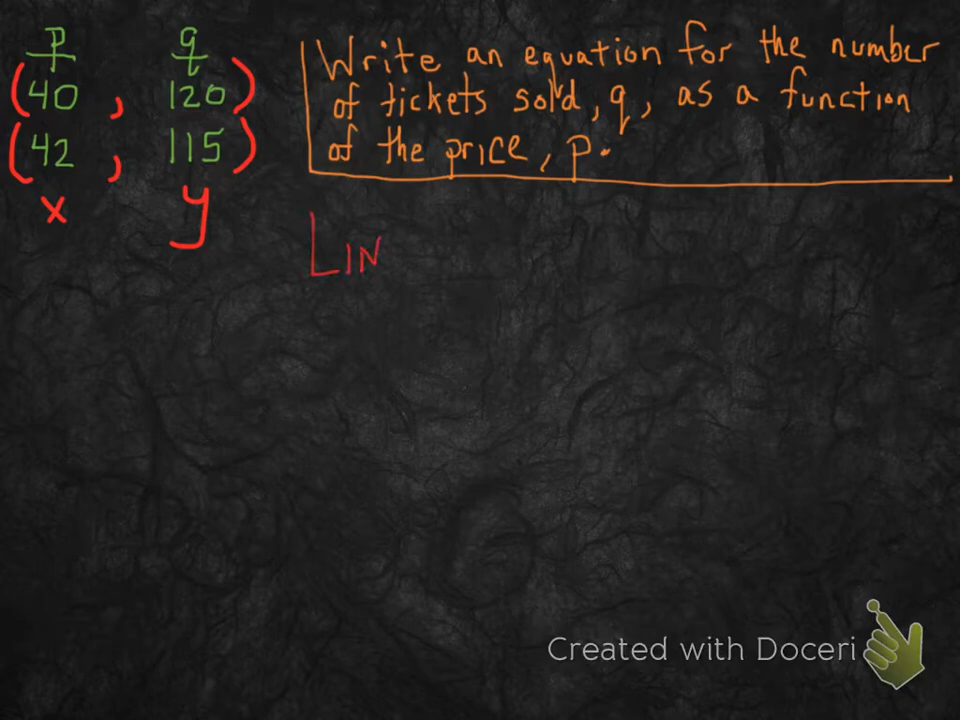 p q
(40 , 120)
(42 , 115)
x y
Write an equation for the number
of tickets sold, q, as a function
of the price, p.
LIN
Created with Doceri